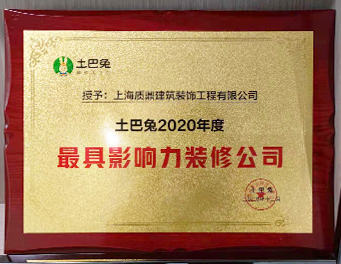 土巴兔
授予：上海质鼎建筑装饰工程有限公司
土巴兔2020年度
最具影响力装修公司